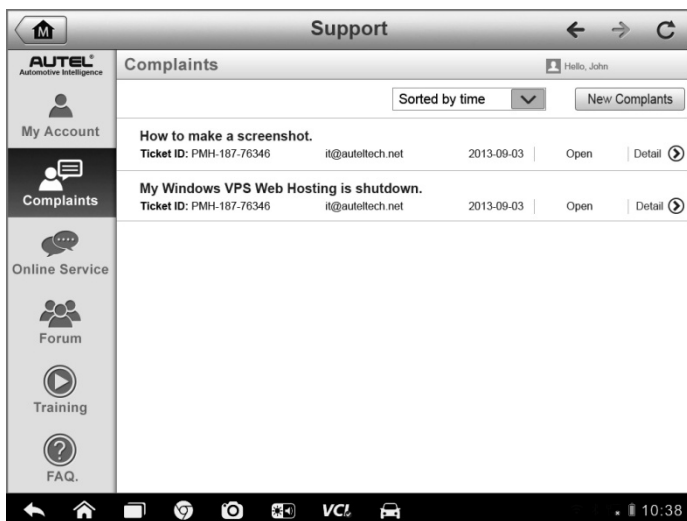 M
Support
AUTEL®
Automotive Intelligence
Complaints
Hello, John
Sorted by time
New Complants
My Account
How to make a screenshot.
Ticket ID: PMH-187-76346 it@auteltech.net 2013-09-03 Open Detail
Complaints
My Windows VPS Web Hosting is shutdown.
Ticket ID: PMH-187-76346 it@auteltech.net 2013-09-03 Open Detail
Online Service
Forum
Training
?
FAQ.
VCI
10:38